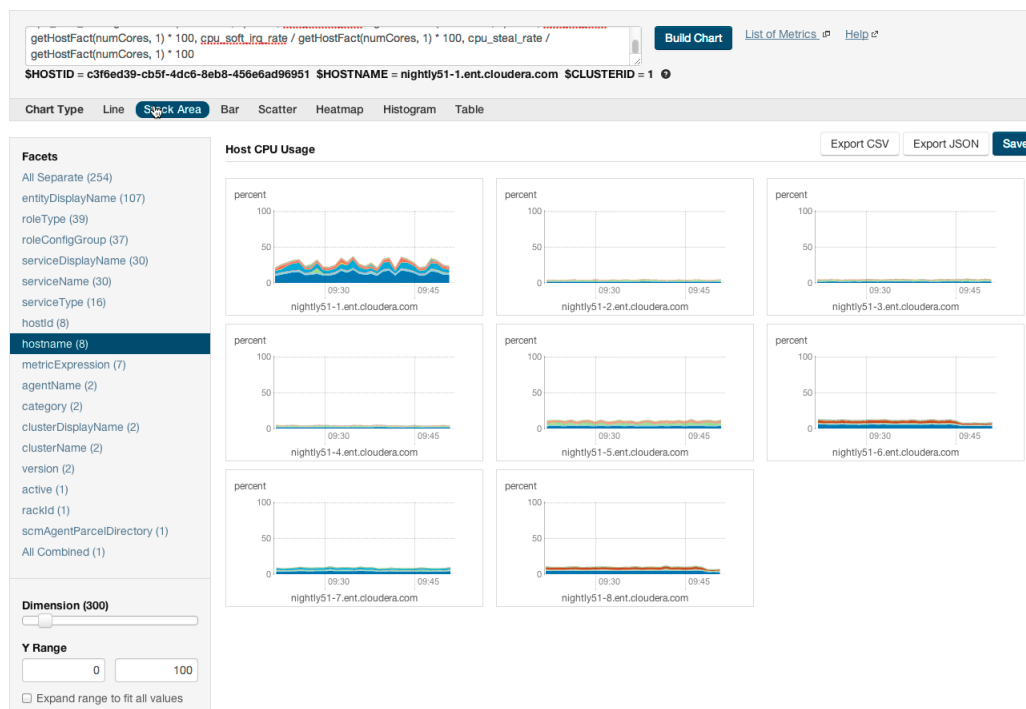 getHostFact(numCores, 1) * 100, cpu_soft_irq_rate / getHostFact(numCores, 1) * 100, cpu_steal_rate /
getHostFact(numCores, 1) * 100
Build Chart
List of Metrics
Help
$HOSTID = c3f6ed39-cb5f-4dc6-8eb8-456e6ad96951 $HOSTNAME = nightly51-1.ent.cloudera.com $CLUSTERID = 1
Chart Type Line Stack Area Bar Scatter Heatmap Histogram Table
Facets
All Separate (254)
entityDisplayName (107)
roleType (39)
roleConfigGroup (37)
serviceDisplayName (30)
serviceName (30)
serviceType (16)
hostId (8)
hostname (8)
metricExpression (7)
agentName (2)
category (2)
clusterDisplayName (2)
clusterName (2)
version (2)
active (1)
rackId (1)
scmAgentParcelDirectory (1)
All Combined (1)
Dimension (300)
Y Range
0 100
Expand range to fit all values
Host CPU Usage
Export CSV Export JSON Save
percent
100
50
0
09:30 09:45
nightly51-1.ent.cloudera.com
percent
100
50
0
09:30 09:45
nightly51-2.ent.cloudera.com
percent
100
50
0
09:30 09:45
nightly51-3.ent.cloudera.com
percent
100
50
0
09:30 09:45
nightly51-4.ent.cloudera.com
percent
100
50
0
09:30 09:45
nightly51-5.ent.cloudera.com
percent
100
50
0
09:30 09:45
nightly51-6.ent.cloudera.com
percent
100
50
0
09:30 09:45
nightly51-7.ent.cloudera.com
percent
100
50
0
09:30 09:45
nightly51-8.ent.cloudera.com